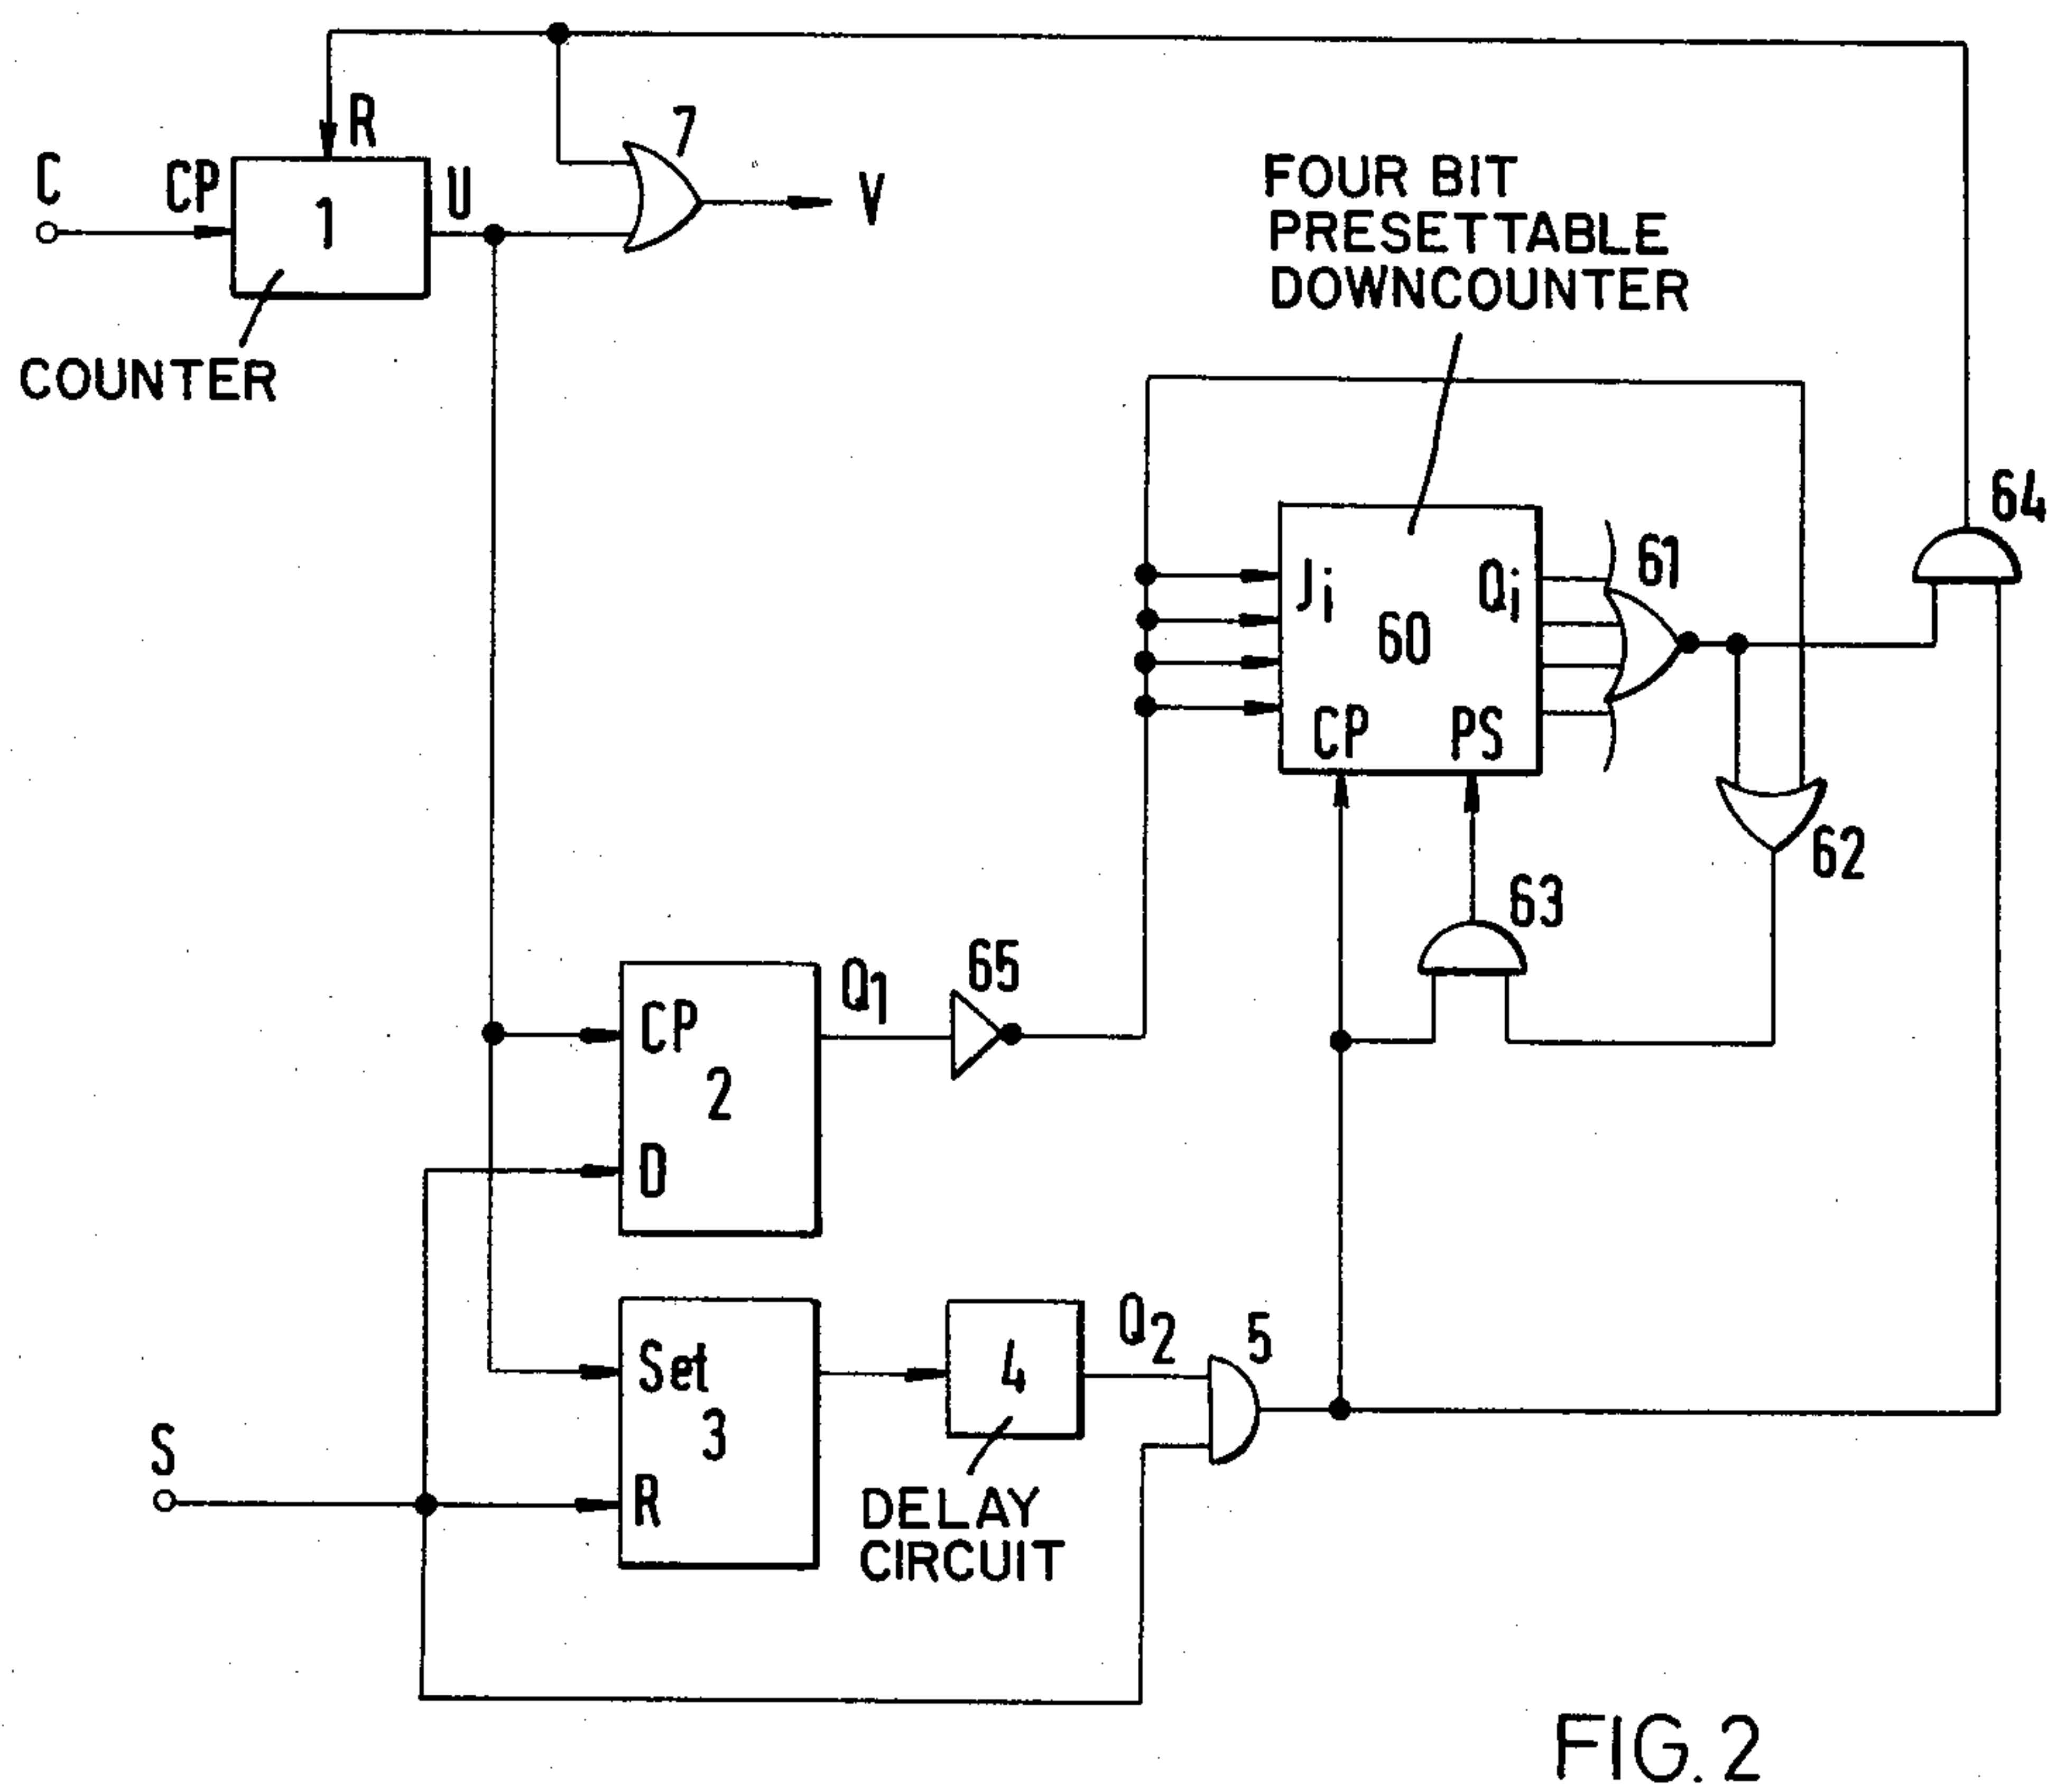 R
7
C
CP
1
U
V
COUNTER
FOUR BIT
PRESETTABLE
DOWNCOUNTER
64
Ji
Qi
61
60
CP
PS
62
63
Q1
65
CP
2
D
Set
3
R
4
Q2
5
S
DELAY
CIRCUIT
FIG. 2